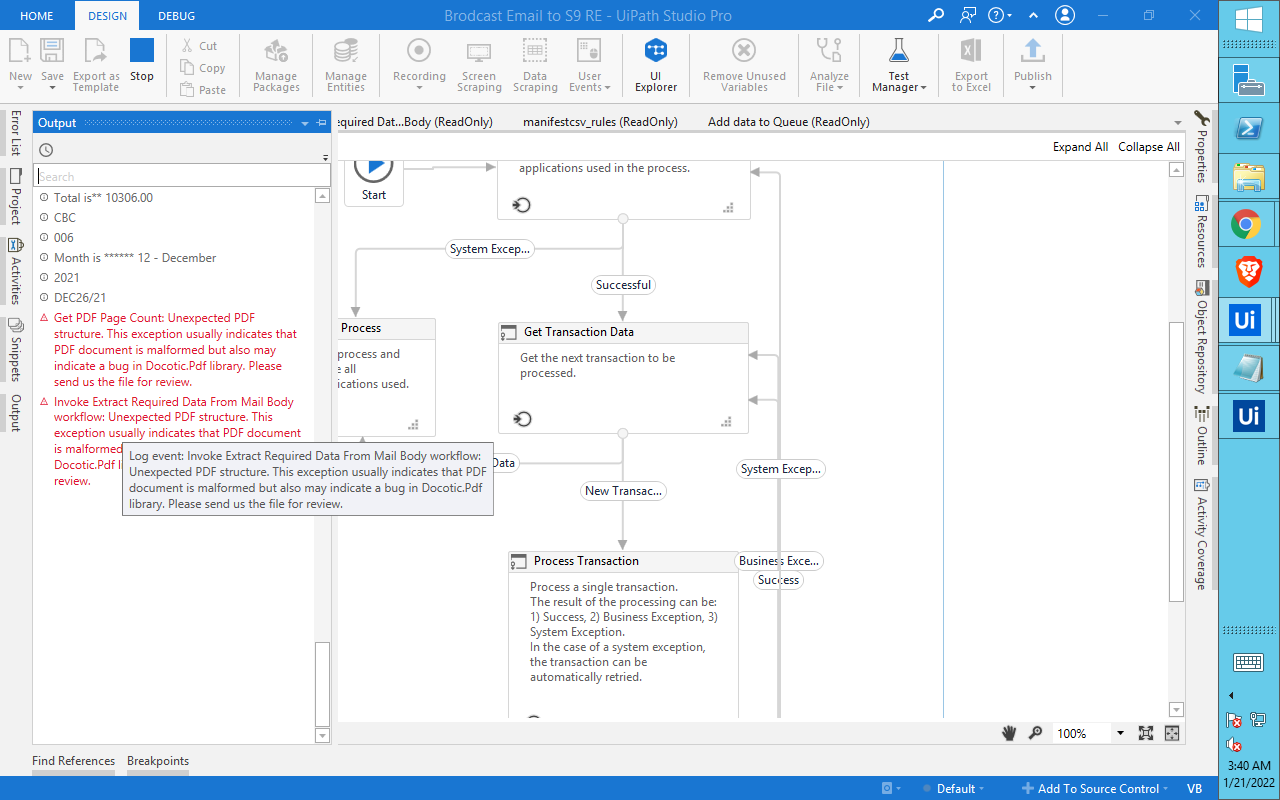 HOME
DESIGN
DEBUG
Brodcast Email to S9 RE - UiPath Studio Pro
New
Save
Export as
Template
Stop
Cut
Copy
Paste
Manage
Packages
Manage
Entities
Recording
Screen
Scraping
Data
Scraping
User
Events
UI
Explorer
Remove Unused
Variables
Analyze
File
Test
Manager
Export
to Excel
Publish
Error List
Project
Activities
Snippets
Output
Output
Search
Total is** 10306.00
CBC
006
Month is ****** 12 - December
2021
DEC26/21
Get PDF Page Count: Unexpected PDF
structure. This exception usually indicates that
PDF document is malformed but also may
indicate a bug in Docotic.Pdf library. Please
send us the file for review.
Invoke Extract Required Data From Mail Body
workflow: Unexpected PDF structure. This
exception usually indicates that PDF document
is malformed
Docotic.Pdf l
review.
Log event: Invoke Extract Required Data From Mail Body workflow:
Unexpected PDF structure. This exception usually indicates that PDF
document is malformed but also may indicate a bug in Docotic.Pdf
library. Please send us the file for review.
equired Dat...Body (ReadOnly)
manifestcsv_rules (ReadOnly)
Add data to Queue (ReadOnly)
Expand All
Collapse All
Start
applications used in the process.
System Excep...
Successful
Process
process and
e all
ications used.
Get Transaction Data
Get the next transaction to be
processed.
Data
New Transac...
System Excep...
Business Exce...
Success
Process Transaction
Process a single transaction.
The result of the processing can be:
1) Success, 2) Business Exception, 3)
System Exception.
In the case of a system exception,
the transaction can be
automatically retried.
100%
Properties
Resources
Object Repository
Outline
Activity Coverage
Find References
Breakpoints
Default
Add To Source Control
VB
Ui
Ui
3:40 AM
1/21/2022